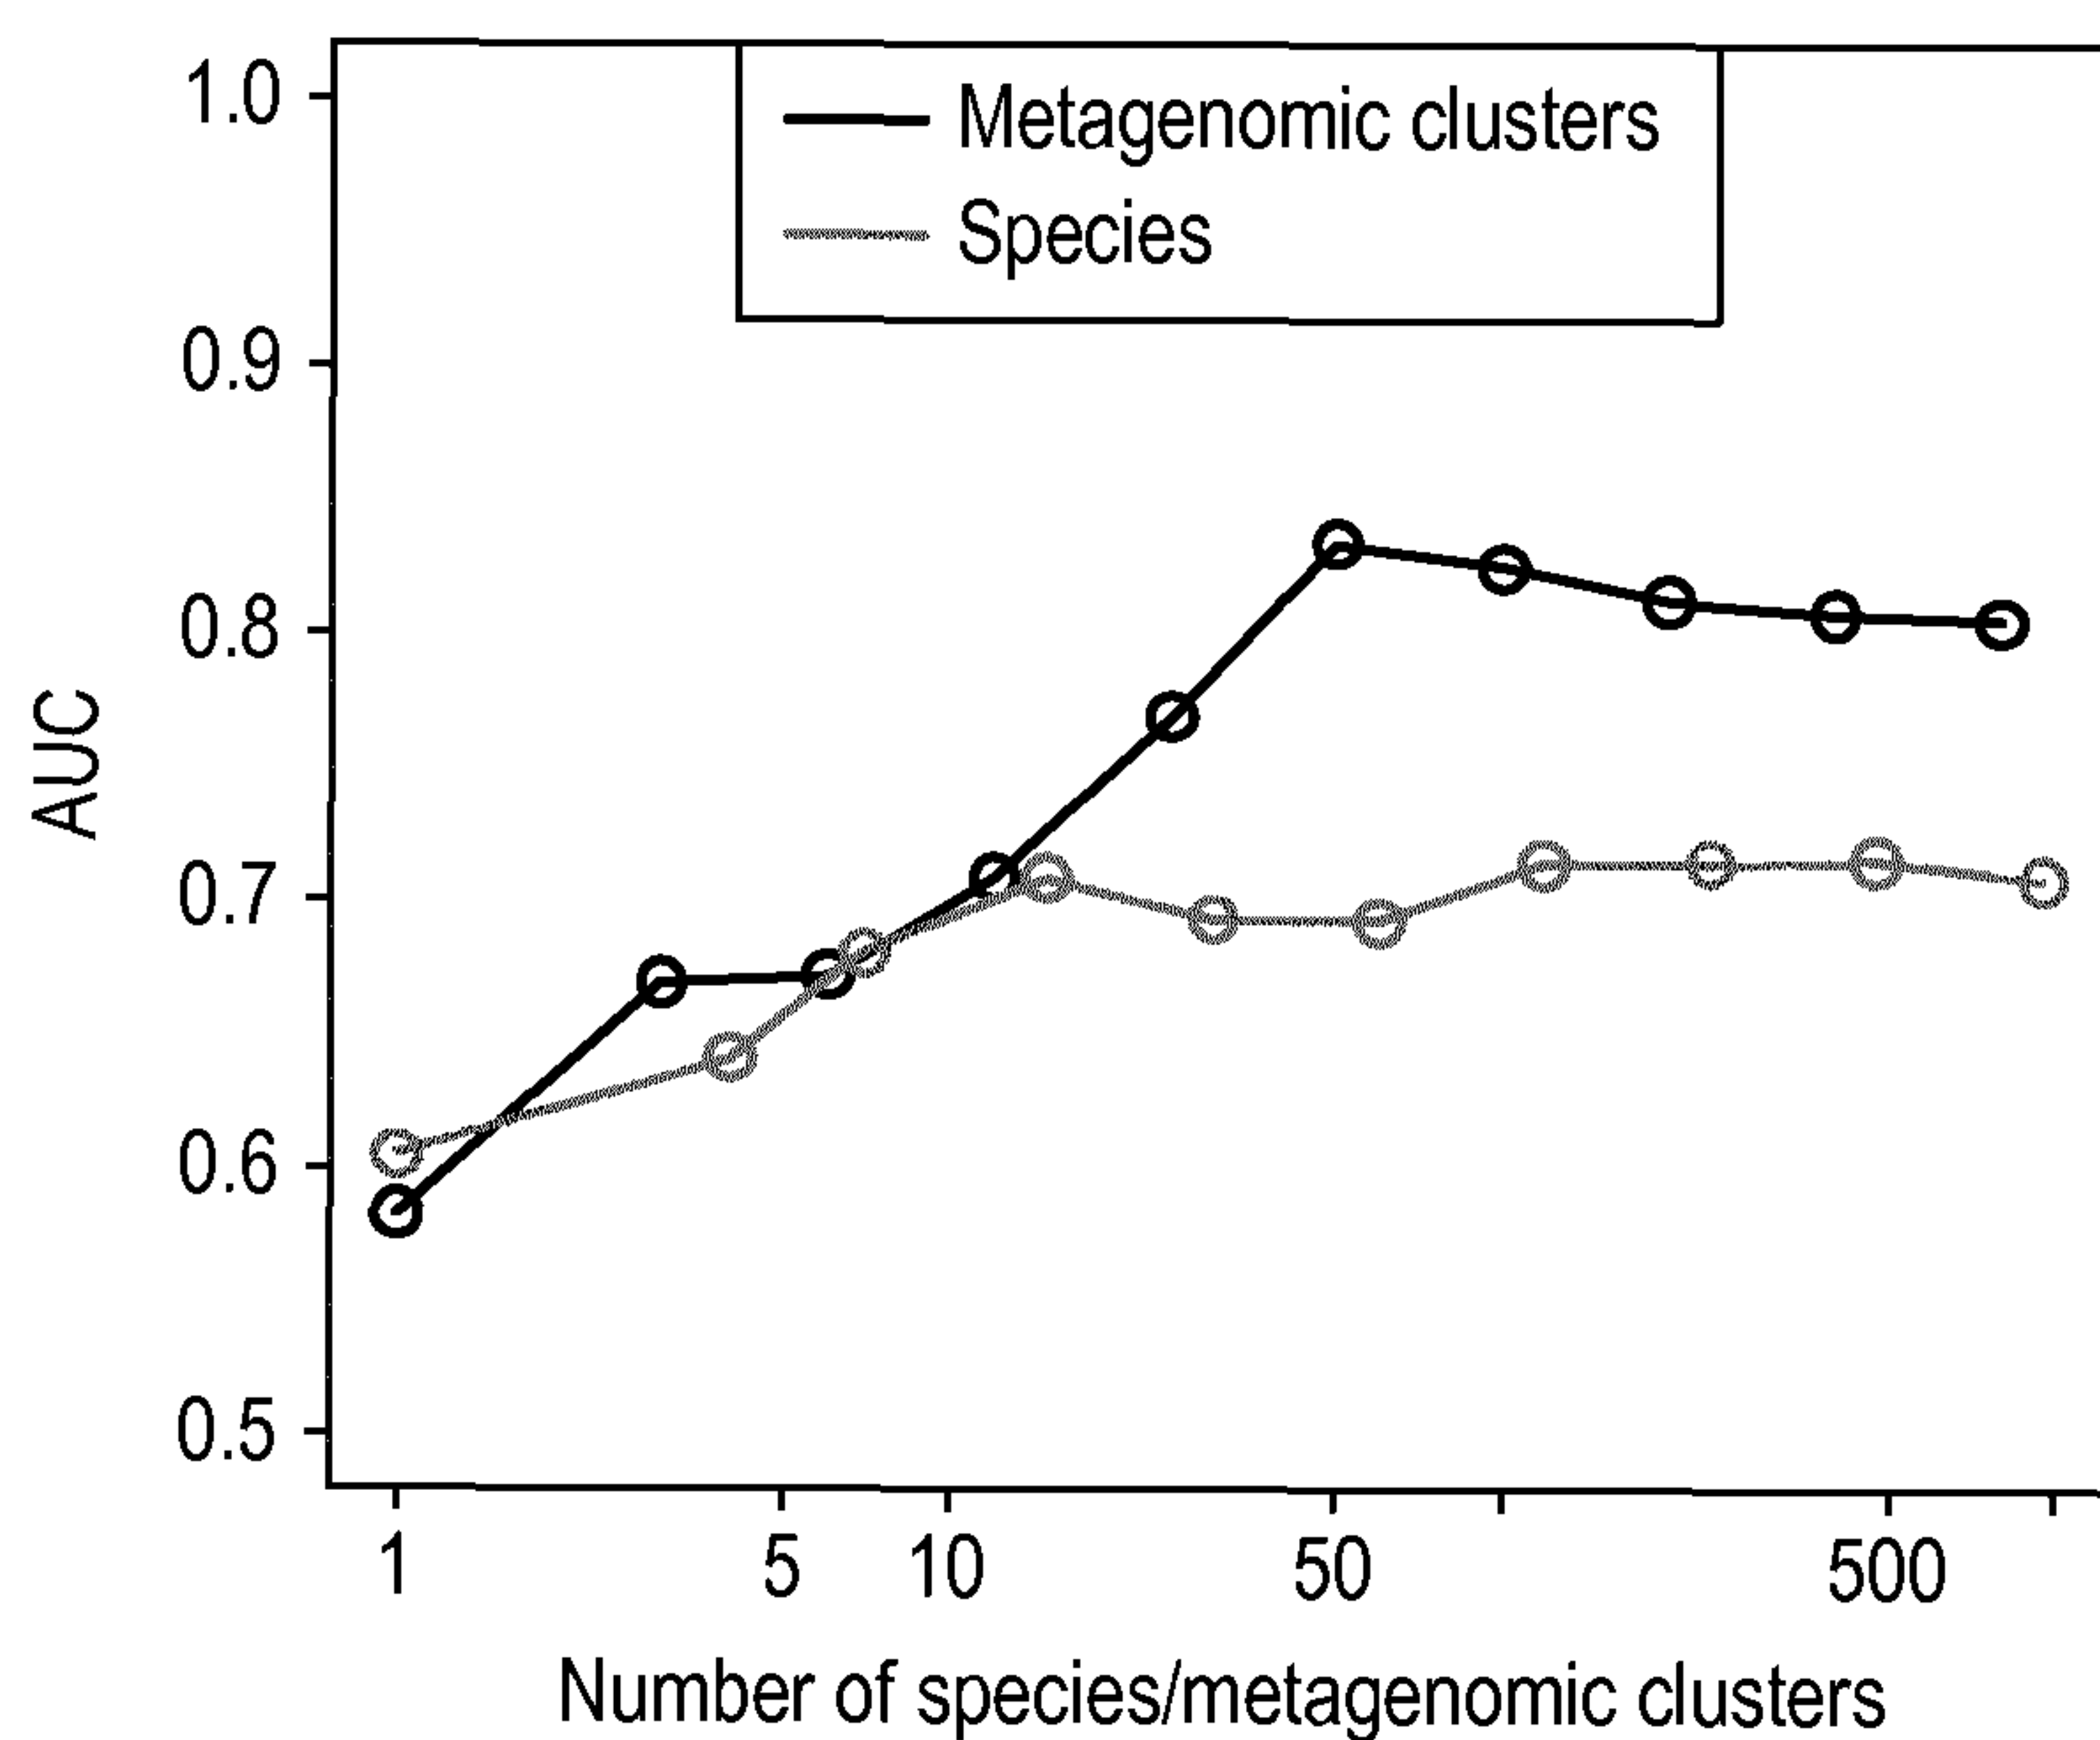 Metagenomic clusters
Species
1.0
0.9
0.8
0.7
0.6
0.5
AUC
1 5 10 50 500
Number of species/metagenomic clusters